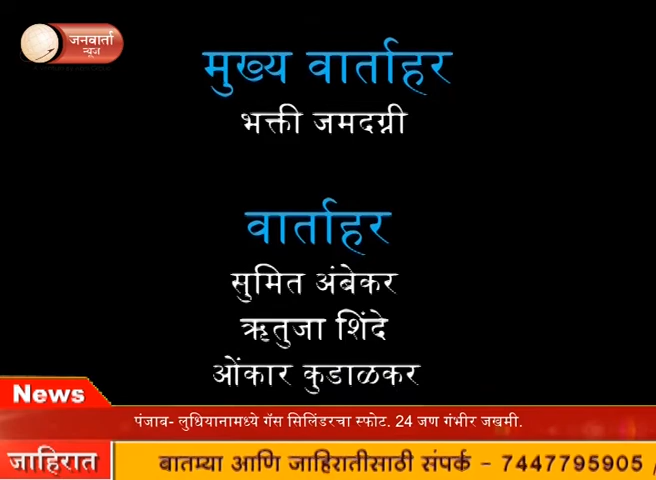 जनवार्ता
न्यूज
मुख्य वार्ताहर
भक्ती जमदग्नी
वार्ताहर
सुमित अंबेकर
ऋतुजा शिंदे
ओंकार कुडाळकर
News
पंजाब- लुधियानामध्ये गॅस सिलिंडरचा स्फोट. 24 जण गंभीर जखमी.
जाहिरात
बातम्या आणि जाहिरातीसाठी संपर्क - 7447795905 /